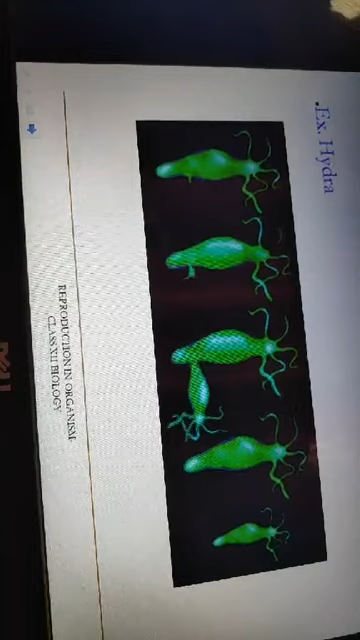 .Ex. Hydra
REPRODUCTION IN ORGANISM-
CLASS XII BIOLOGY